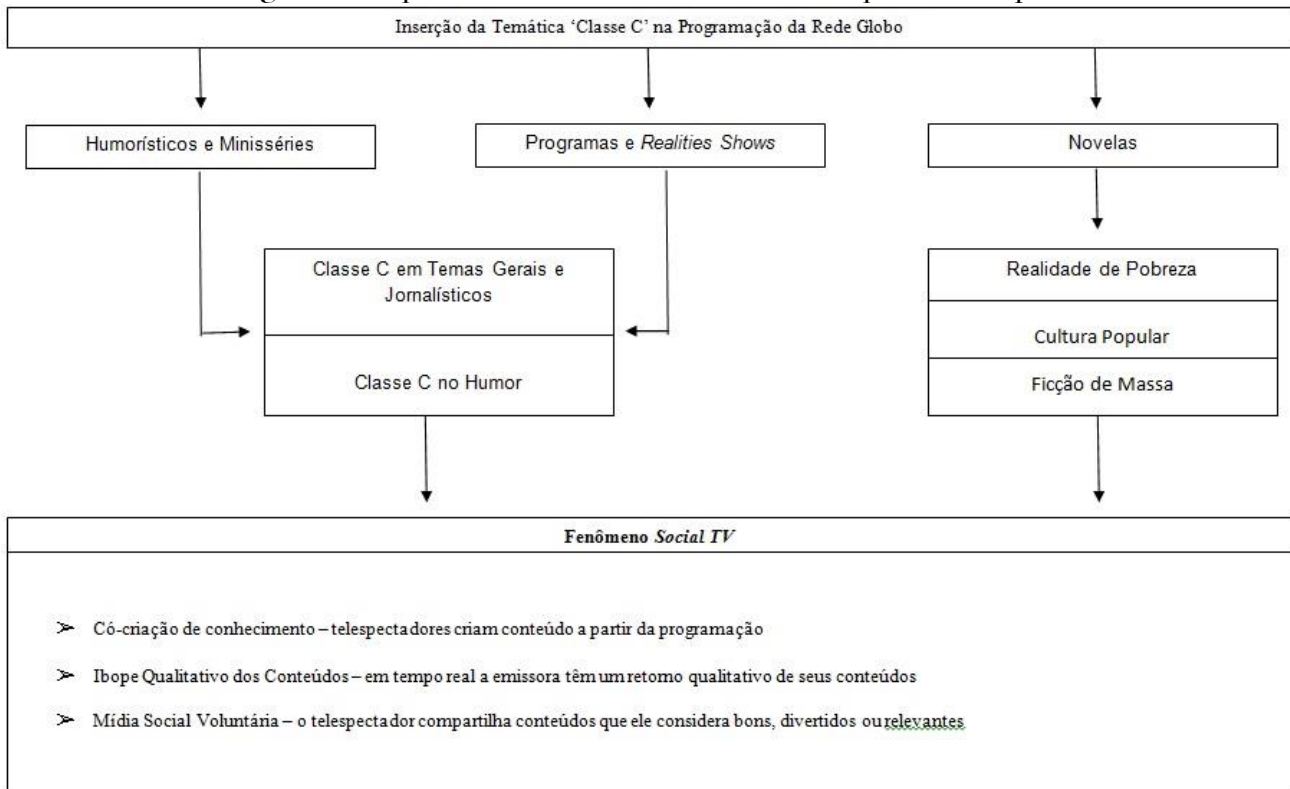 Inserção da Temática ‘Classe C’ na Programação da Rede Globo
Humorísticos e Minisséries
Programas e Realities Shows
Novelas
Classe C em Temas Gerais e
Jornalísticos
Classe C no Humor
Realidade de Pobreza
Cultura Popular
Ficção de Massa
Fenômeno Social TV
➢ Có-criação de conhecimento – telespectadores criam conteúdo a partir da programação
➢ Ibope Qualitativo dos Conteúdos – em tempo real a emissora têm um retorno qualitativo de seus conteúdos
➢ Mídia Social Voluntária – o telespectador compartilha conteúdos que ele considera bons, divertidos ou relevantes